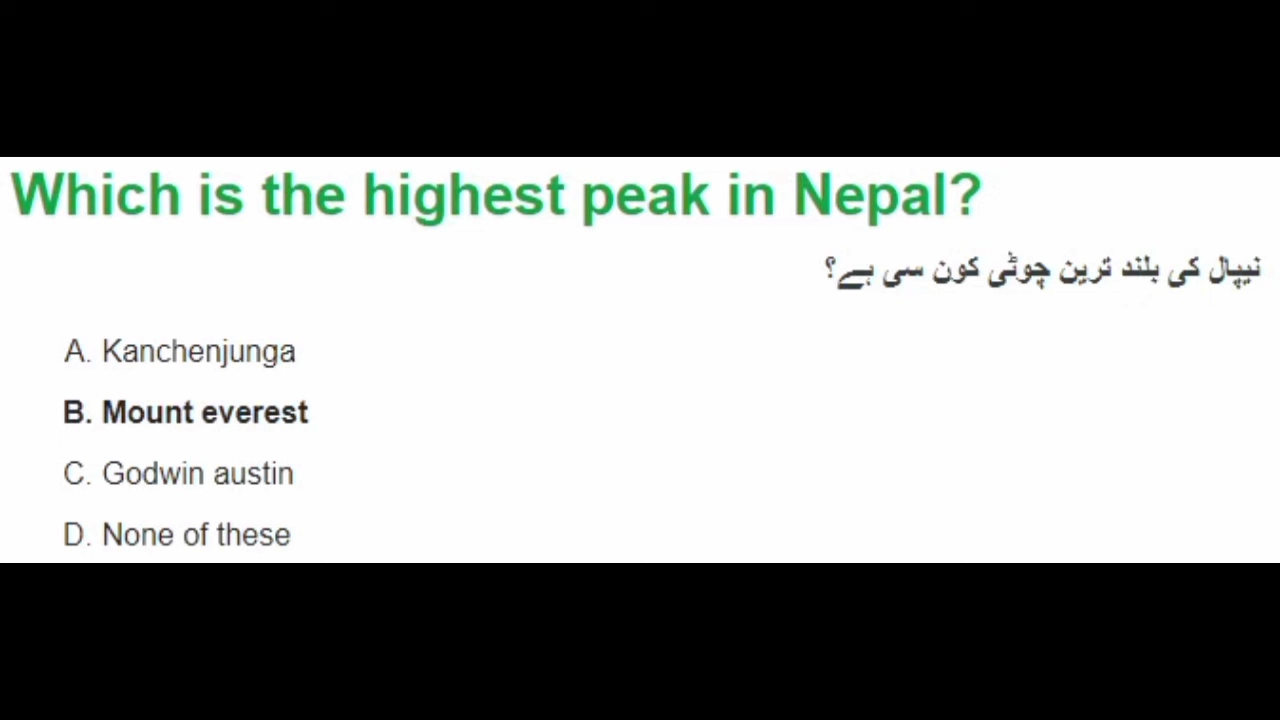 Which is the highest peak in Nepal?
نیپال کی بلند ترین چوٹی کون سی ہے؟
A. Kanchenjunga
B. Mount everest
C. Godwin austin
D. None of these